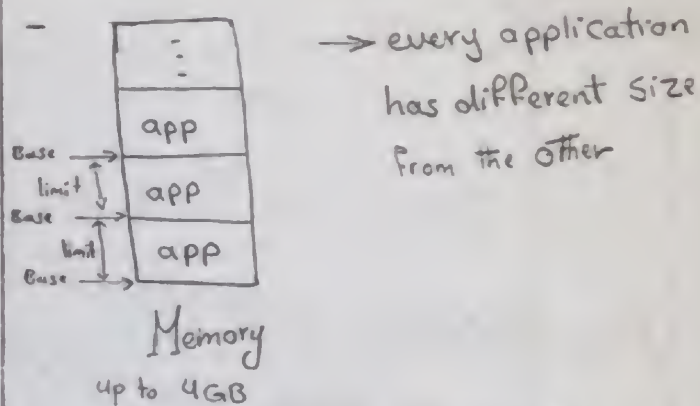 -
→ every application
has different size
from the other
app
Base →
limit
app
Base →
limit
app
Base →
Memory
up to 4GB